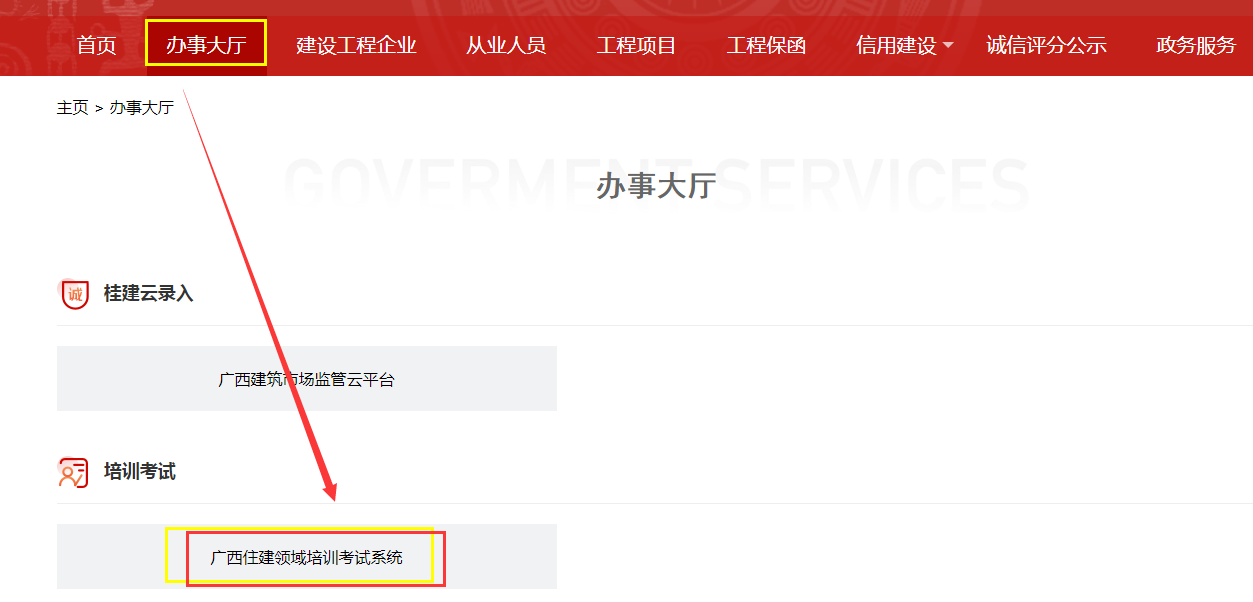 首页 办事大厅 建设工程企业 从业人员 工程项目 工程保函 信用建设 诚信评分公示 政务服务
主页 > 办事大厅
GOVERMENT SERVICES
办事大厅
诚 桂建云录入
广西建筑市场监管云平台
培训考试
广西住建领域培训考试系统